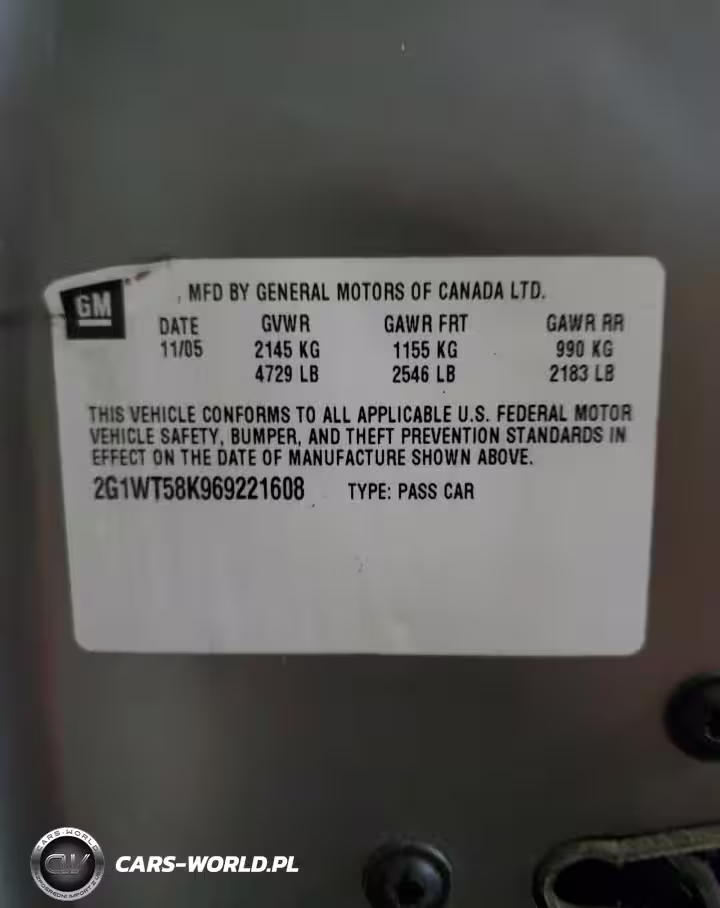 GM
MFD BY GENERAL MOTORS OF CANADA LTD.
DATE GVWR GAWR FRT GAWR RR
11/05 2145 KG 1155 KG 990 KG
4729 LB 2546 LB 2183 LB
THIS VEHICLE CONFORMS TO ALL APPLICABLE U.S. FEDERAL MOTOR
VEHICLE SAFETY, BUMPER, AND THEFT PREVENTION STANDARDS IN
EFFECT ON THE DATE OF MANUFACTURE SHOWN ABOVE.
2G1WT58K969221608 TYPE: PASS CAR
CARS-WORLD
CW
CARS-WORLD.PL